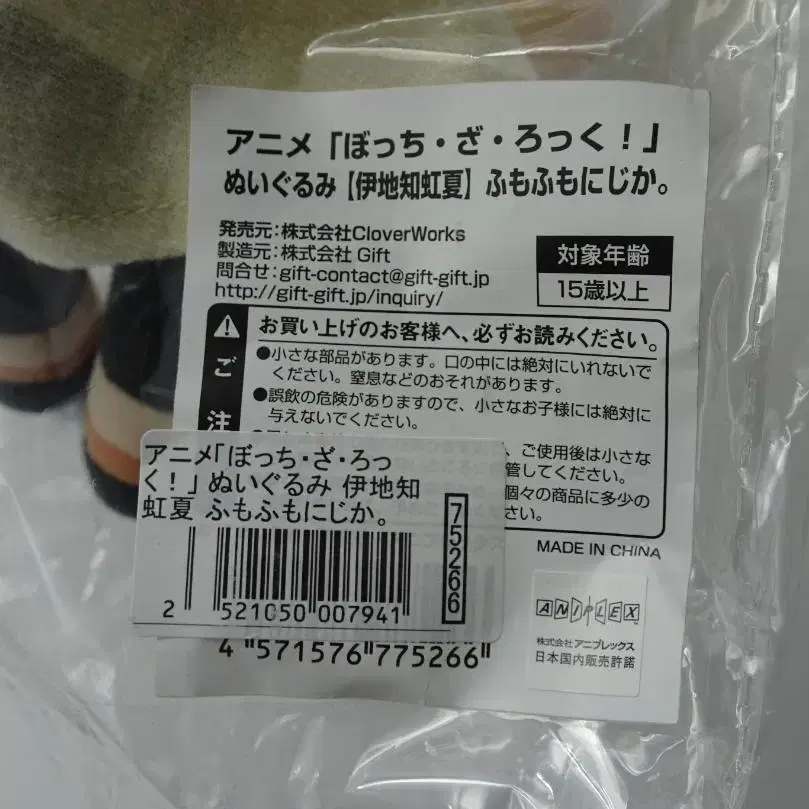 アニメ「ぼっち・ざ・ろっく！」
ぬいぐるみ【伊地知虹夏】ふもふもにじか。
発売元：株式会社CloverWorks
製造元：株式会社 Gift
問合せ：gift-contact@gift-gift.jp
http://gift-gift.jp/inquiry/
対象年齢
15歳以上
お買い上げのお客様へ、必ずお読みください。
ご注
●小さな部品があります。口の中には絶対にいれないで
ください。窒息などのおそれがあります。
●誤飲の危険がありますので、小さなお子様には絶対に
与えないでください。
ご使用後は小さな
管してください。
個々の商品に多少の
さい。
アニメ「ぼっち・ざ・ろっ
く！」ぬいぐるみ 伊地知
虹夏 ふもふもにじか。
75266
2 521050 007941
4 571576 775266
MADE IN CHINA
ANIPLEX
株式会社アニプレックス
日本国内販売許諾